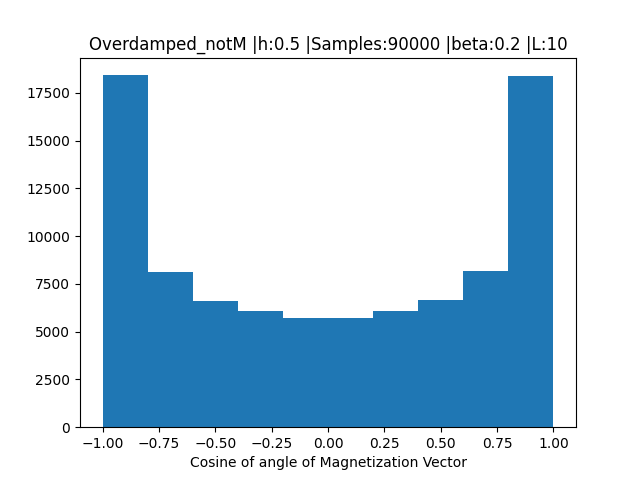 Overdamped_notM |h:0.5 |Samples:90000 |beta:0.2 |L:10
17500
15000
12500
10000
7500
5000
2500
0
−1.00 −0.75 −0.50 −0.25 0.00 0.25 0.50 0.75 1.00
Cosine of angle of Magnetization Vector